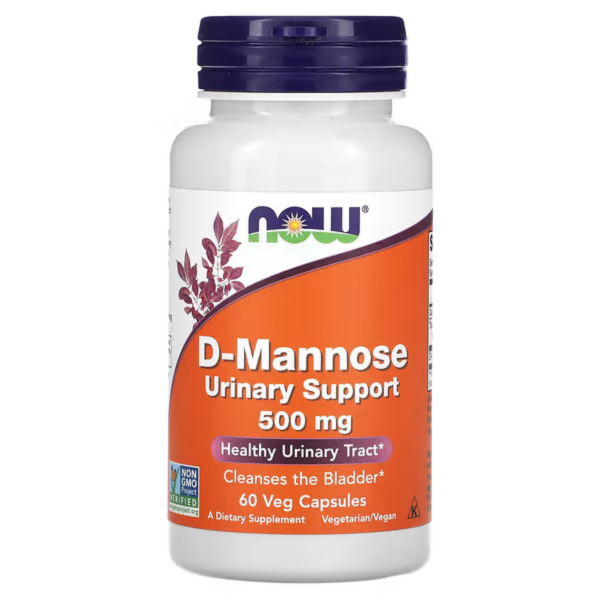 NOW®
D-Mannose
Urinary Support
500 mg
Healthy Urinary Tract*
Cleanses the Bladder*
60 Veg Capsules
A Dietary Supplement Vegetarian/Vegan
NON
GMO
Project
VERIFIED
K